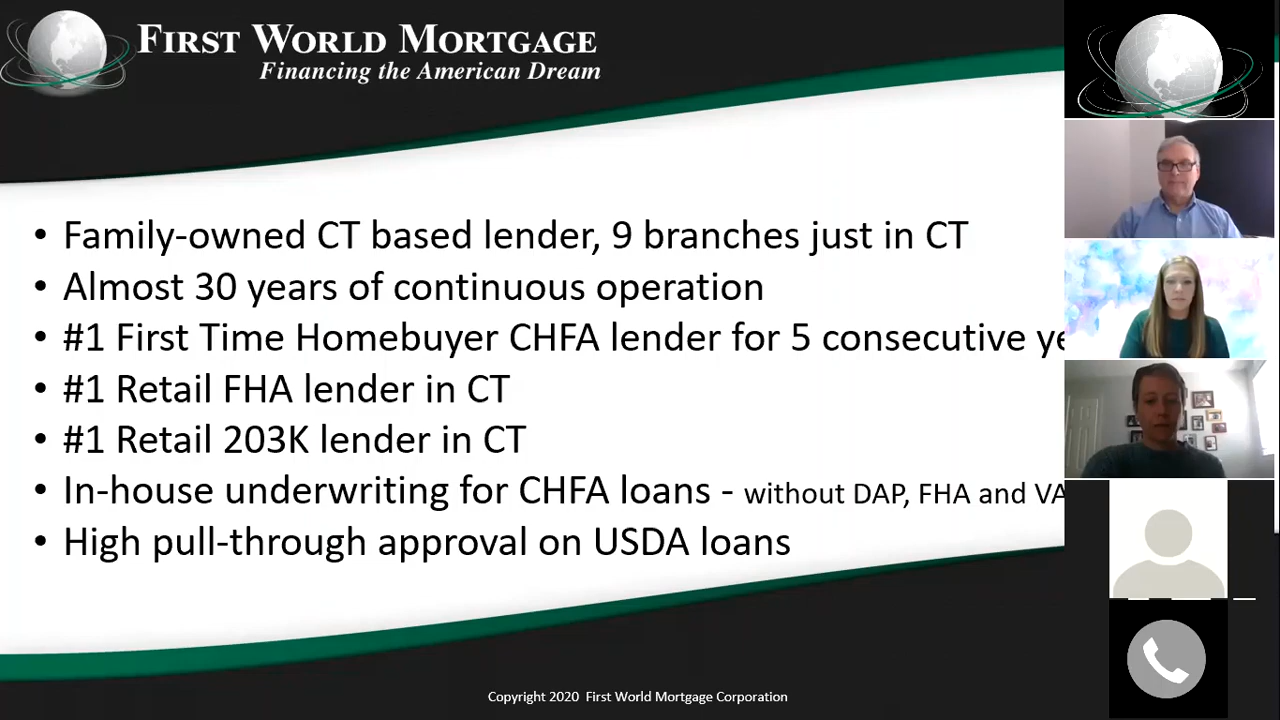 FIRST WORLD MORTGAGE
Financing the American Dream
• Family-owned CT based lender, 9 branches just in CT
• Almost 30 years of continuous operation
• #1 First Time Homebuyer CHFA lender for 5 consecutive ye
• #1 Retail FHA lender in CT
• #1 Retail 203K lender in CT
• In-house underwriting for CHFA loans - without DAP, FHA and VA
• High pull-through approval on USDA loans
Copyright 2020 First World Mortgage Corporation